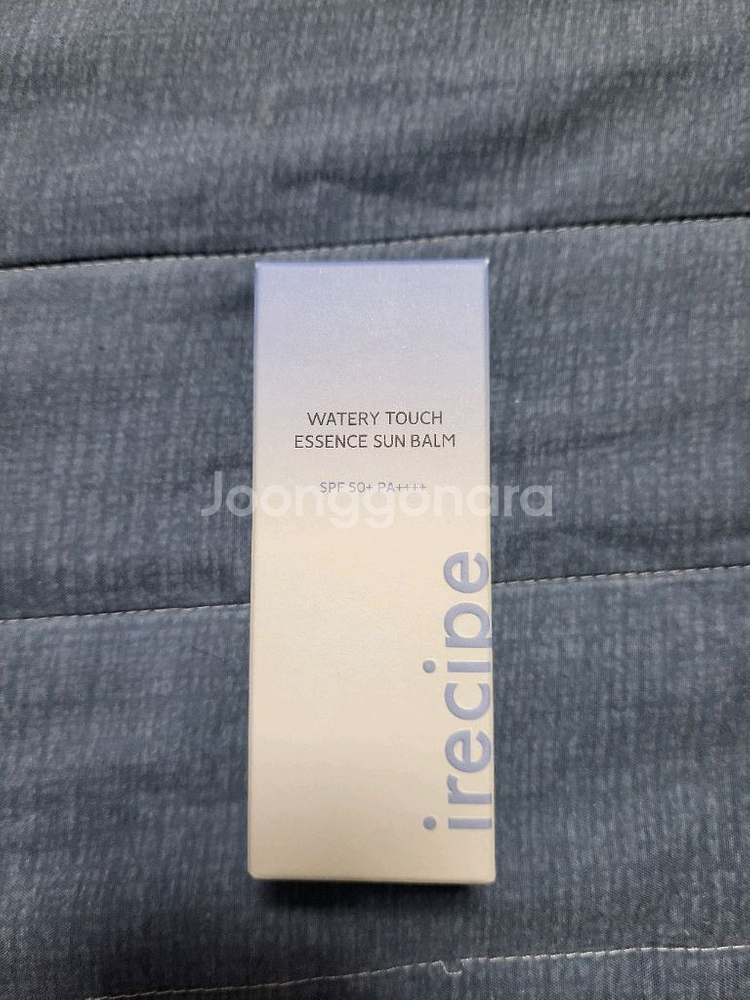 WATERY TOUCH
ESSENCE SUN BALM
SPF 50+ PA++++
Joonggonara
irecipe